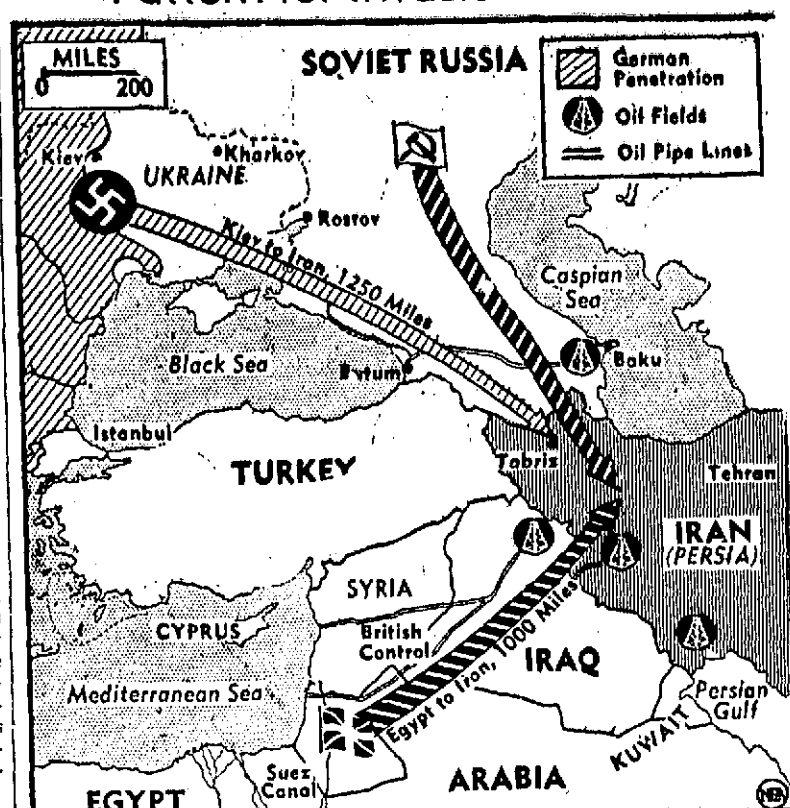 MILES
0 200
SOVIET RUSSIA
German
Penetration
Oil Fields
Oil Pipe Lines
Kiev
Kharkov
UKRAINE
Rostov
Kiev to Iran, 1250 Miles
Caspian
Sea
Black Sea
Baku
Istanbul
Tabriz
Tehran
TURKEY
IRAN
(PERSIA)
SYRIA
CYPRUS
British
Control
Egypt to Iran, 1000 Miles
IRAQ
Mediterranean Sea
Persian
Gulf
KUWAIT
Suez
Canal
ARABIA
EGYPT
NEA